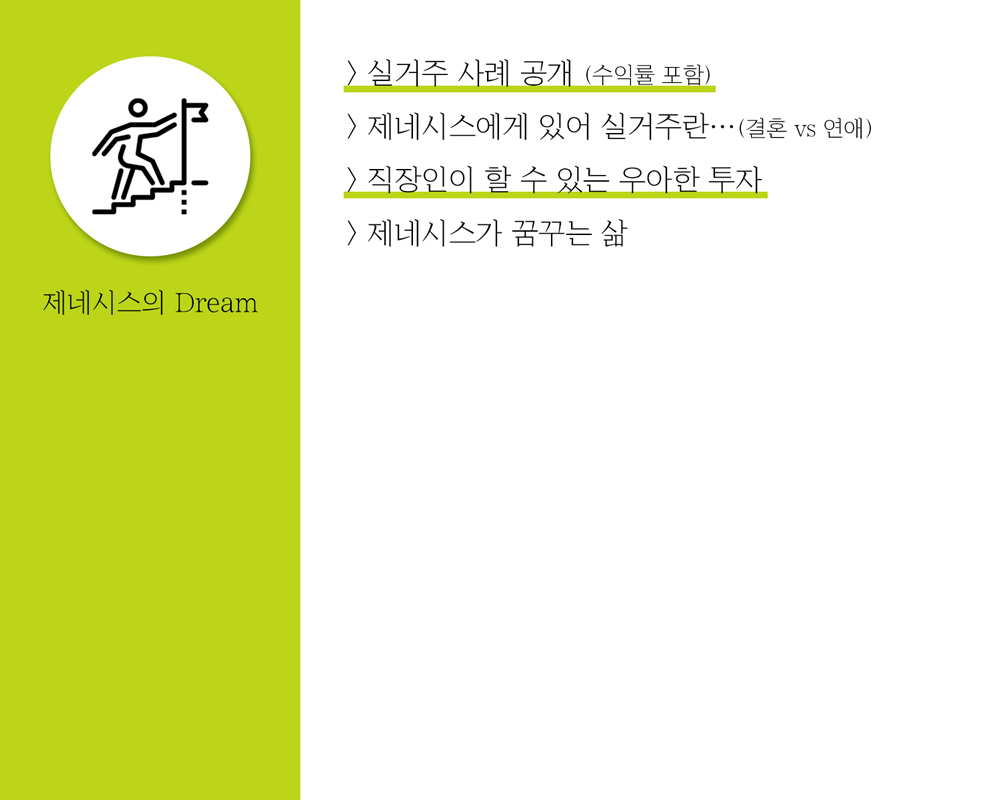 제네시스의 Dream
〉실거주 사례 공개 (수익률 포함)
〉제네시스에게 있어 실거주란…(결혼 vs 연애)
〉직장인이 할 수 있는 우아한 투자
〉제네시스가 꿈꾸는 삶